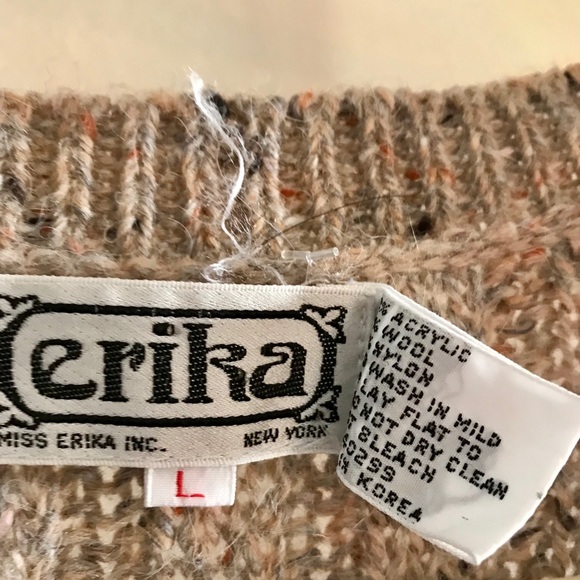 erika
MISS ERIKA INC. NEW YORK
L
% ACRYLIC
% WOOL
NYLON
WASH IN MILD
LAY FLAT TO
NOT DRY CLEAN
BLEACH
KOREA